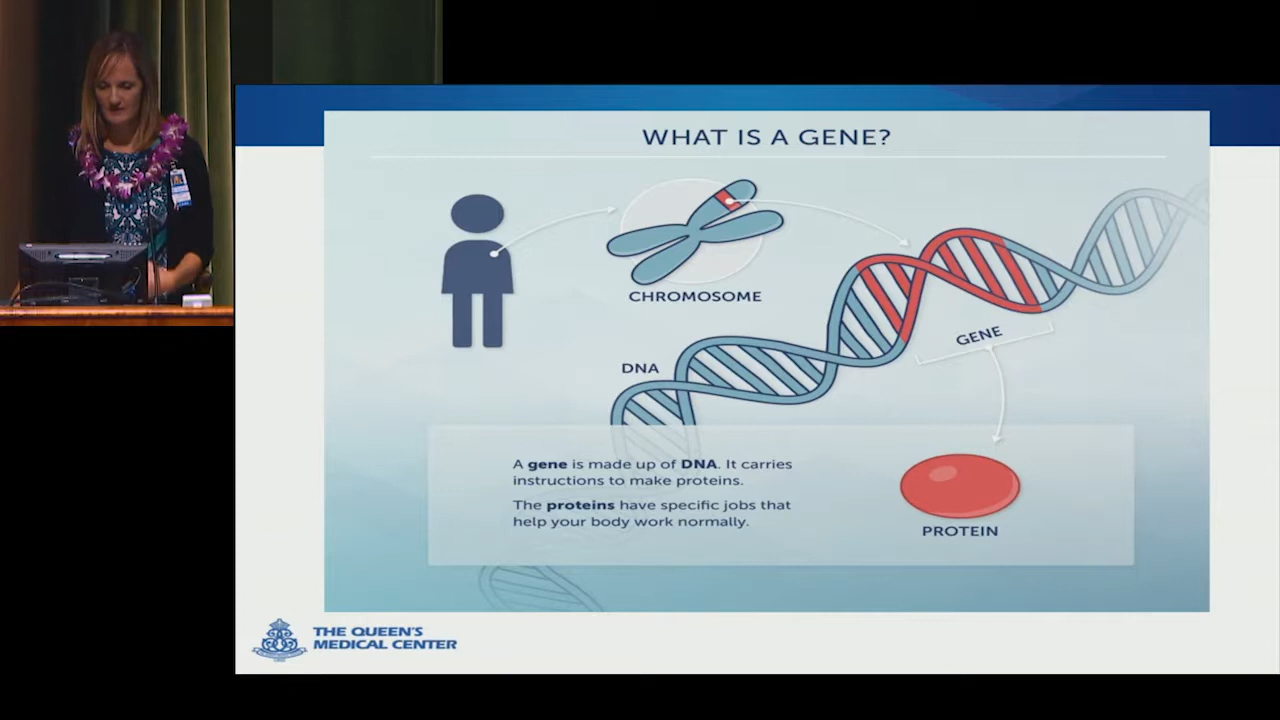 WHAT IS A GENE?
CHROMOSOME
DNA
GENE
A gene is made up of DNA. It carries
instructions to make proteins.
The proteins have specific jobs that
help your body work normally.
PROTEIN
THE QUEEN'S
MEDICAL CENTER